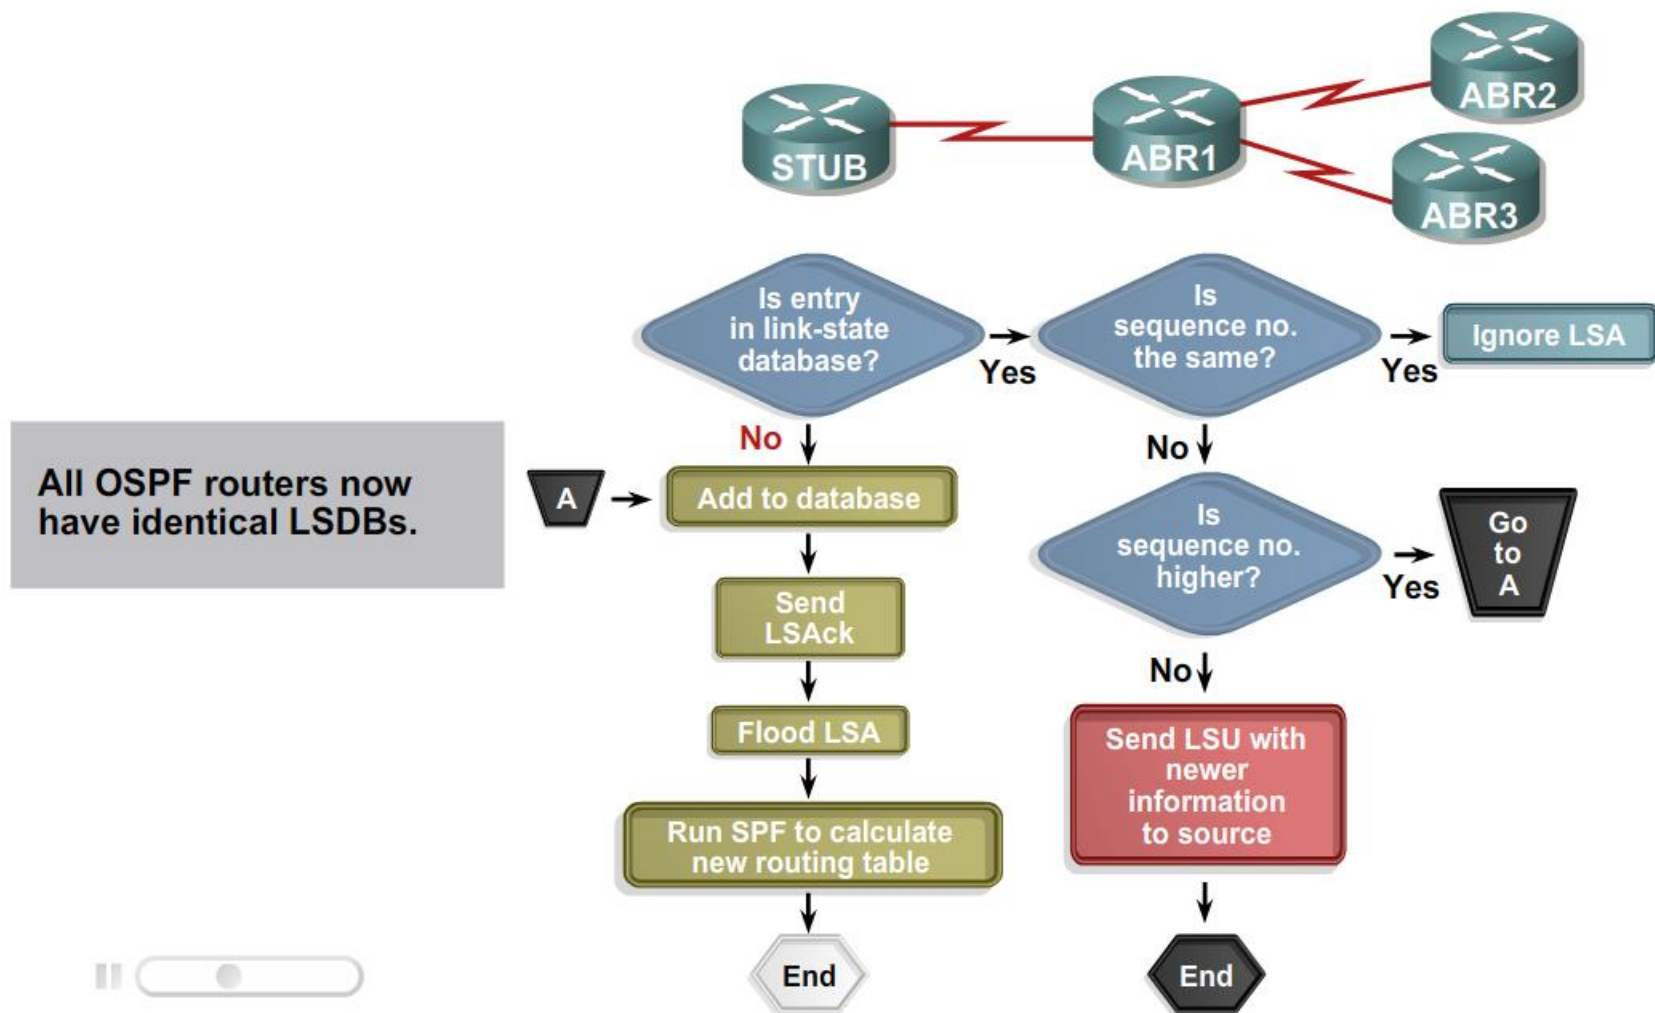 STUB
ABR1
ABR2
ABR3
Is entry
in link-state
database?
Yes
Is
sequence no.
the same?
Yes
Ignore LSA
No
No
All OSPF routers now
have identical LSDBs.
A
Add to database
Is
sequence no.
higher?
Yes
Go
to
A
Send
LSAck
No
Flood LSA
Send LSU with
newer
information
to source
Run SPF to calculate
new routing table
End
End